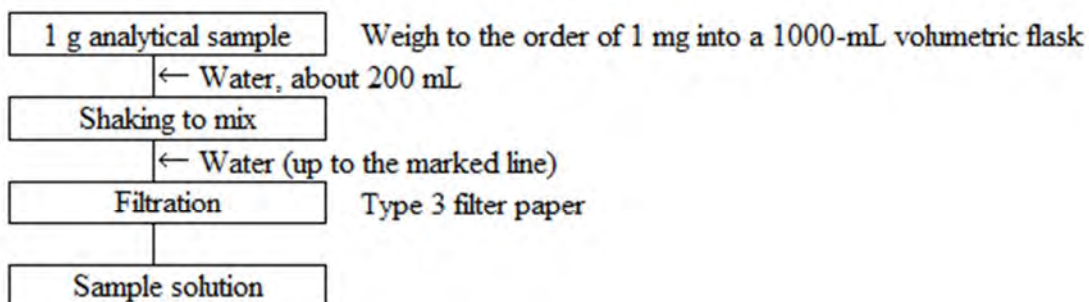 1 g analytical sample Weigh to the order of 1 mg into a 1000-mL volumetric flask
← Water, about 200 mL
Shaking to mix
← Water (up to the marked line)
Filtration Type 3 filter paper
Sample solution